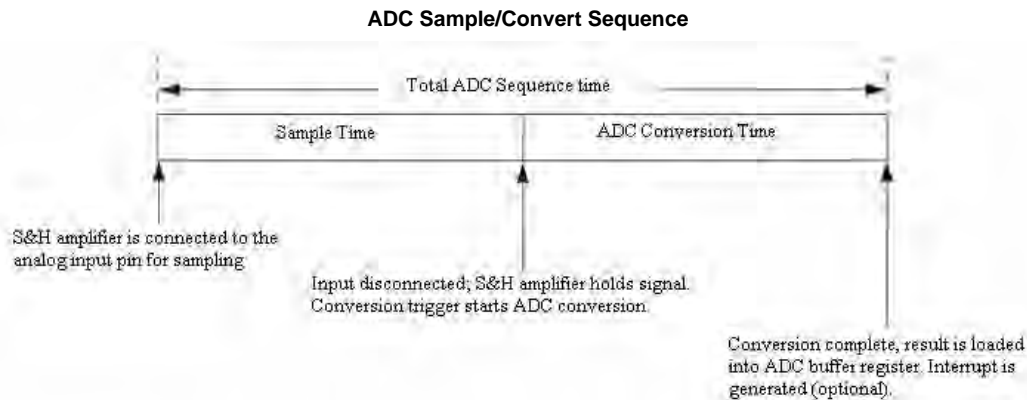 ADC Sample/Convert Sequence
Total ADC Sequence time
Sample Time
ADC Conversion Time
S&H amplifier is connected to the
analog input pin for sampling
Input disconnected; S&H amplifier holds signal.
Conversion trigger starts ADC conversion.
Conversion complete, result is loaded
into ADC buffer register. Interrupt is
generated (optional).